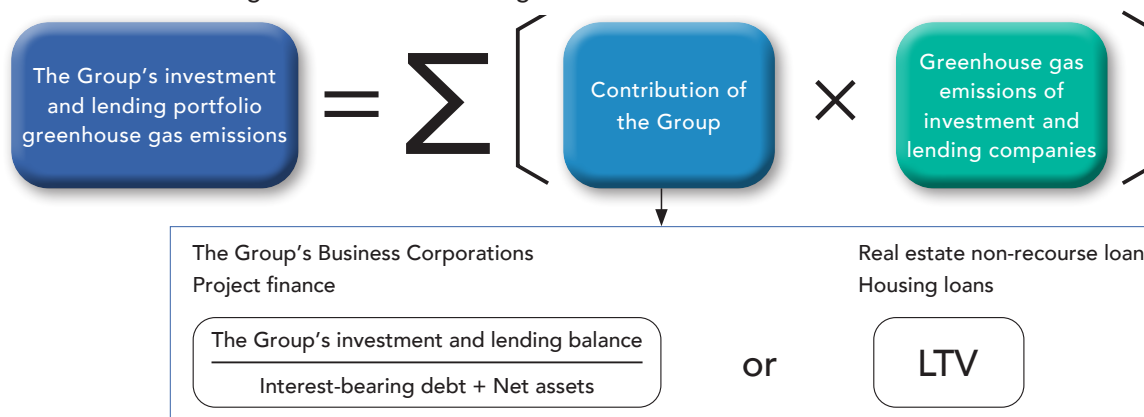 The Group's investment
and lending portfolio
greenhouse gas emissions
=
∑
Contribution of
the Group
×
Greenhouse gas
emissions of
investment and
lending companies
The Group's Business Corporations
Project finance
Real estate non-recourse loan
Housing loans
The Group's investment and lending balance
Interest-bearing debt + Net assets
or
LTV